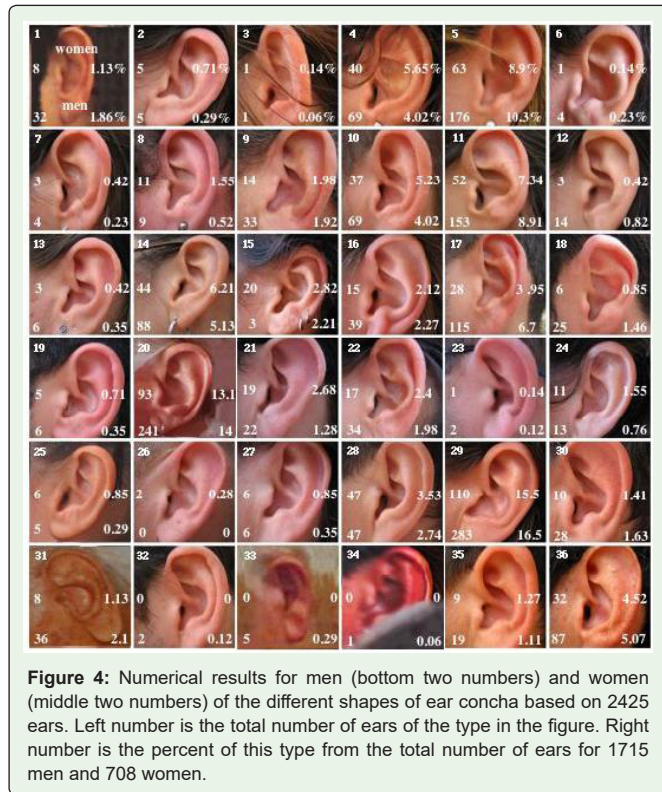 1 2 3 4 5 6
women
8 1.13% 5 0.71% 1 0.14% 40 5.65% 63 8.9% 1 0.14%
men
32 1.86% 5 0.29% 1 0.06% 69 4.02% 176 10.3% 4 0.23%
7 8 9 10 11 12
3 0.42 11 1.55 14 1.98 37 5.23 52 7.34 3 0.42
4 0.23 9 0.52 33 1.92 69 4.02 153 8.91 14 0.82
13 14 15 16 17 18
3 0.42 44 6.21 20 2.82 15 2.12 28 3.95 6 0.85
6 0.35 88 5.13 3 2.21 39 2.27 115 6.7 25 1.46
19 20 21 22 23 24
5 0.71 93 13.1 19 2.68 17 2.4 1 0.14 11 1.55
6 0.35 241 14 22 1.28 34 1.98 2 0.12 13 0.76
25 26 27 28 29 30
6 0.85 2 0.28 6 0.85 47 3.53 110 15.5 10 1.41
5 0.29 0 0 6 0.35 47 2.74 283 16.5 28 1.63
31 32 33 34 35 36
8 1.13 0 0 0 0 0 0 9 1.27 32 4.52
36 2.1 2 0.12 5 0.29 1 0.06 19 1.11 87 5.07
Figure 4: Numerical results for men (bottom two numbers) and women
(middle two numbers) of the different shapes of ear concha based on 2425
ears. Left number is the total number of ears of the type in the figure. Right
number is the percent of this type from the total number of ears for 1715
men and 708 women.